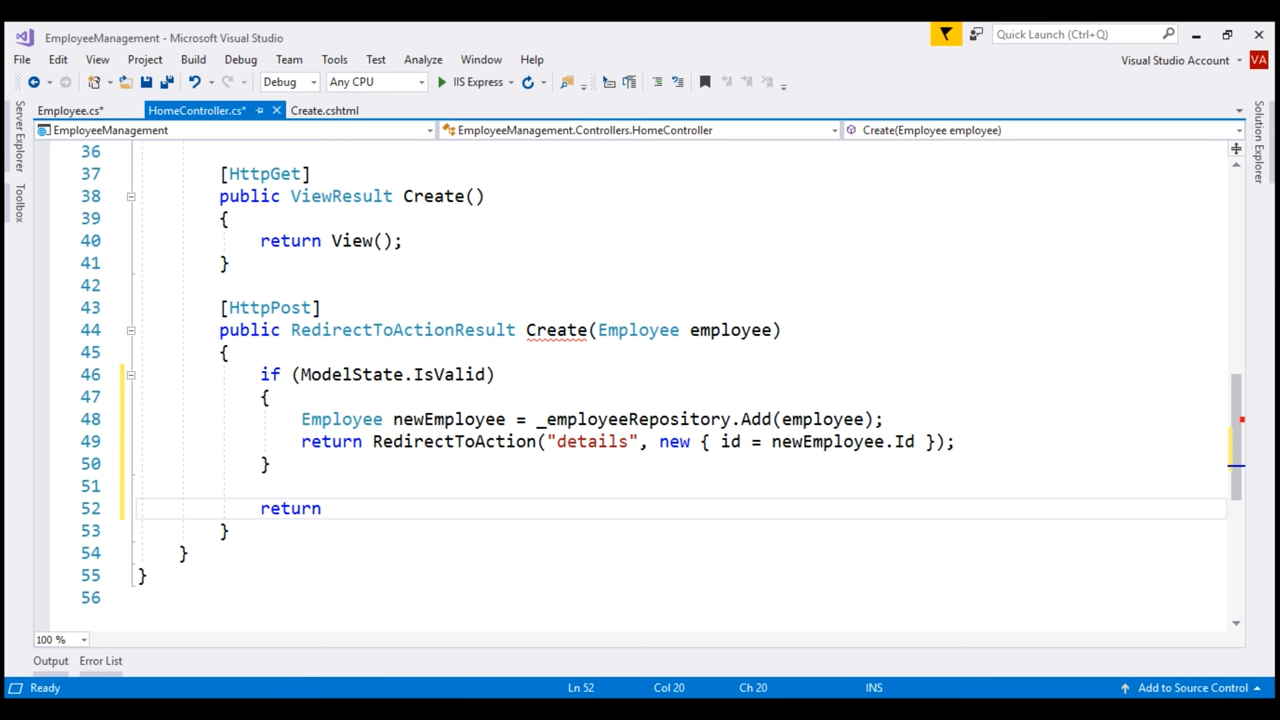 EmployeeManagement - Microsoft Visual Studio
Quick Launch (Ctrl+Q)
File Edit View Project Build Debug Team Tools Test Analyze Window Help
Visual Studio Account VA
Debug Any CPU IIS Express
Employee.cs* HomeController.cs* Create.cshtml
EmployeeManagement EmployeeManagement.Controllers.HomeController Create(Employee employee)
Server Explorer
Toolbox
Solution Explorer
36
37 [HttpGet]
38 public ViewResult Create()
39 {
40 return View();
41 }
42
43 [HttpPost]
44 public RedirectToActionResult Create(Employee employee)
45 {
46 if (ModelState.IsValid)
47 {
48 Employee newEmployee = _employeeRepository.Add(employee);
49 return RedirectToAction("details", new { id = newEmployee.Id });
50 }
51
52 return
53 }
54 }
55 }
56
100 %
Output Error List
Ready Ln 52 Col 20 Ch 20 INS Add to Source Control